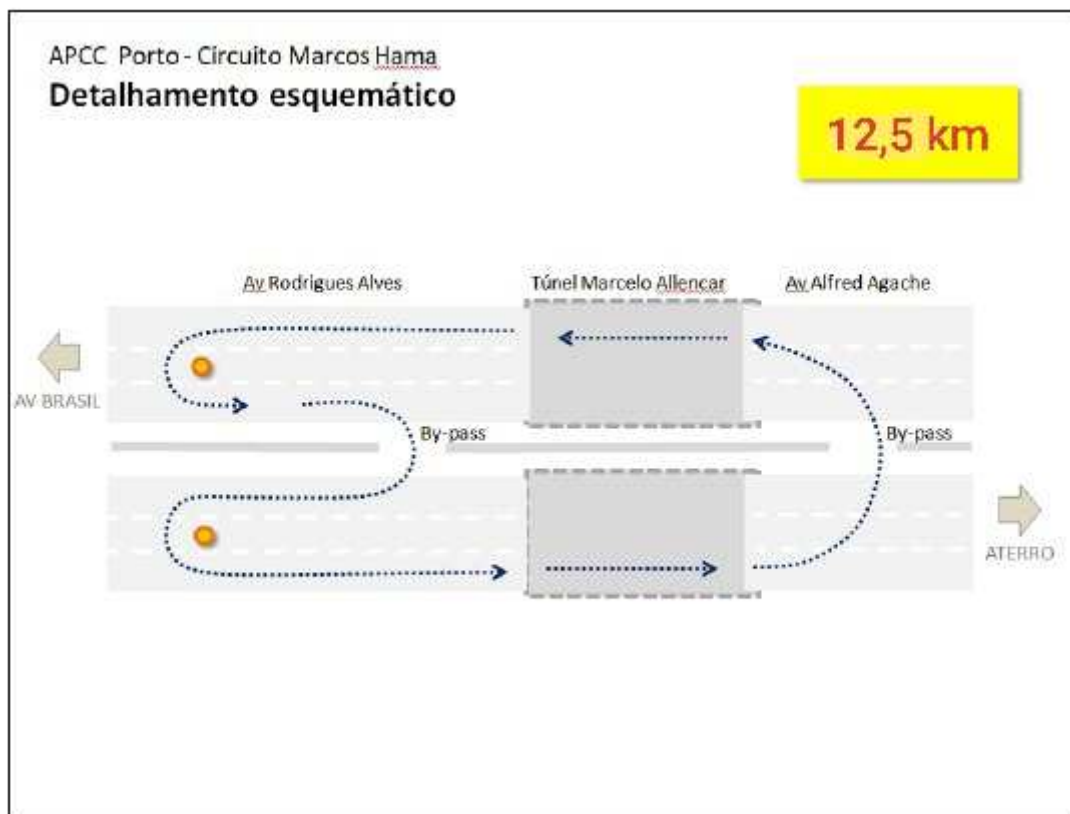 APCC Porto - Circuito Marcos Hama
Detalhamento esquemático
12,5 km
Av Rodrigues Alves
Túnel Marcelo Allencar
Av Alfred Agache
AV BRASIL
By-pass
By-pass
ATERRO